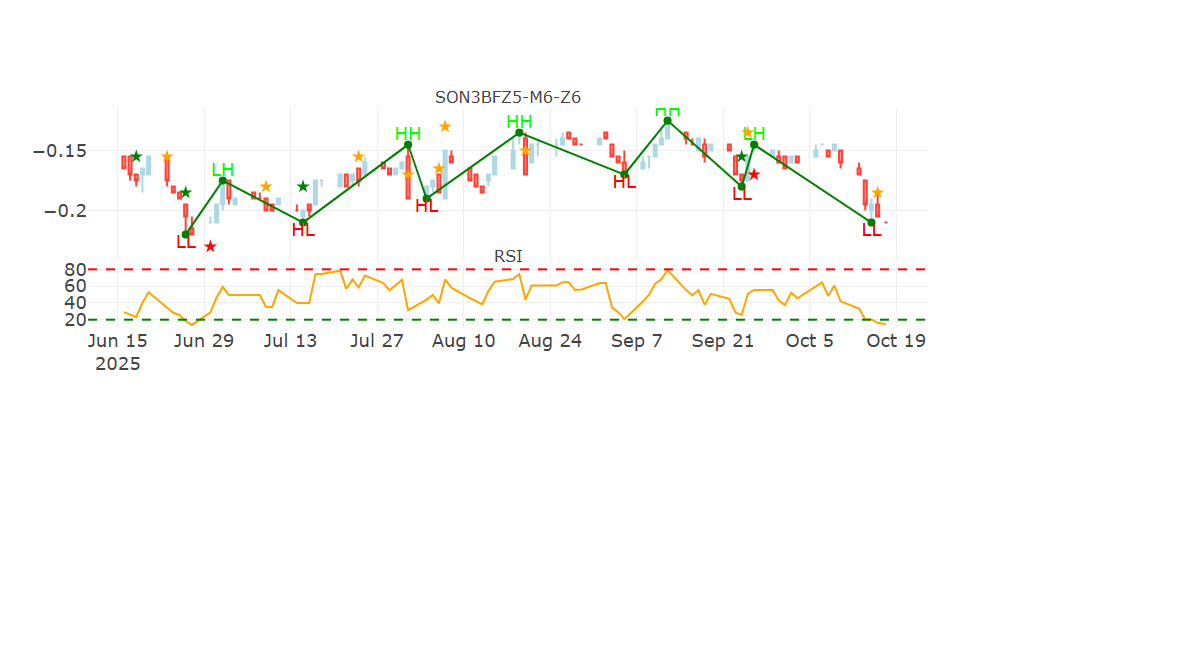 SON3BFZ5-M6-Z6
HH
HH HH LH
−0.15
LH
HL HL LL
−0.2
LL HL LL
RSI
80
60
40
20
Jun 15 Jun 29 Jul 13 Jul 27 Aug 10 Aug 24 Sep 7 Sep 21 Oct 5 Oct 19
2025